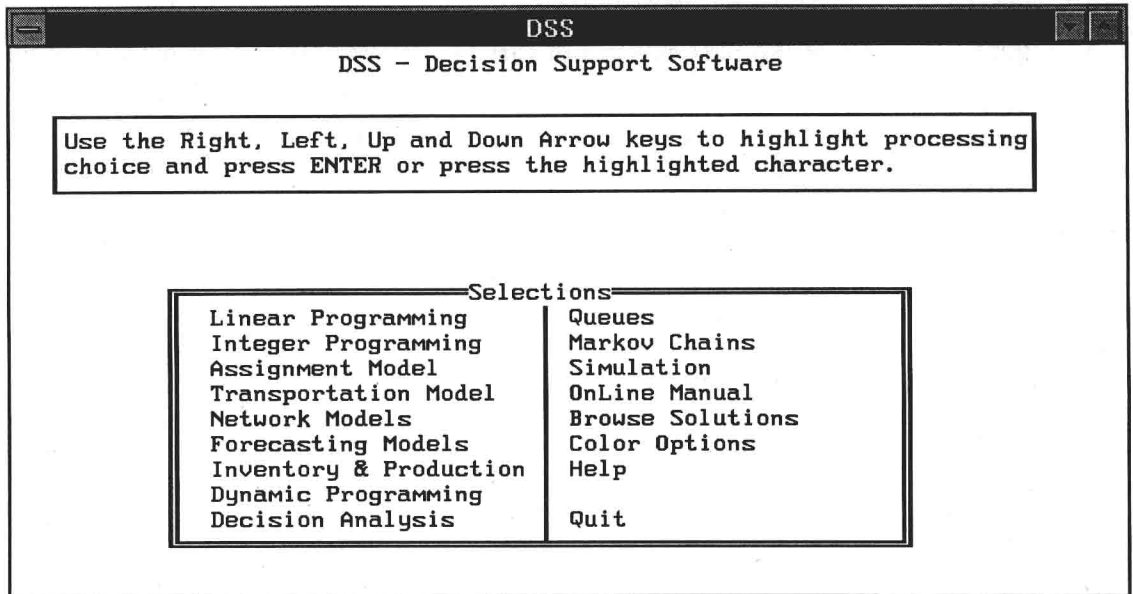 DSS
DSS - Decision Support Software
Use the Right, Left, Up and Down Arrow keys to highlight processing
choice and press ENTER or press the highlighted character.
Selections
Linear Programming
Integer Programming
Assignment Model
Transportation Model
Network Models
Forecasting Models
Inventory & Production
Dynamic Programming
Decision Analysis
Queues
Markov Chains
Simulation
OnLine Manual
Browse Solutions
Color Options
Help
Quit